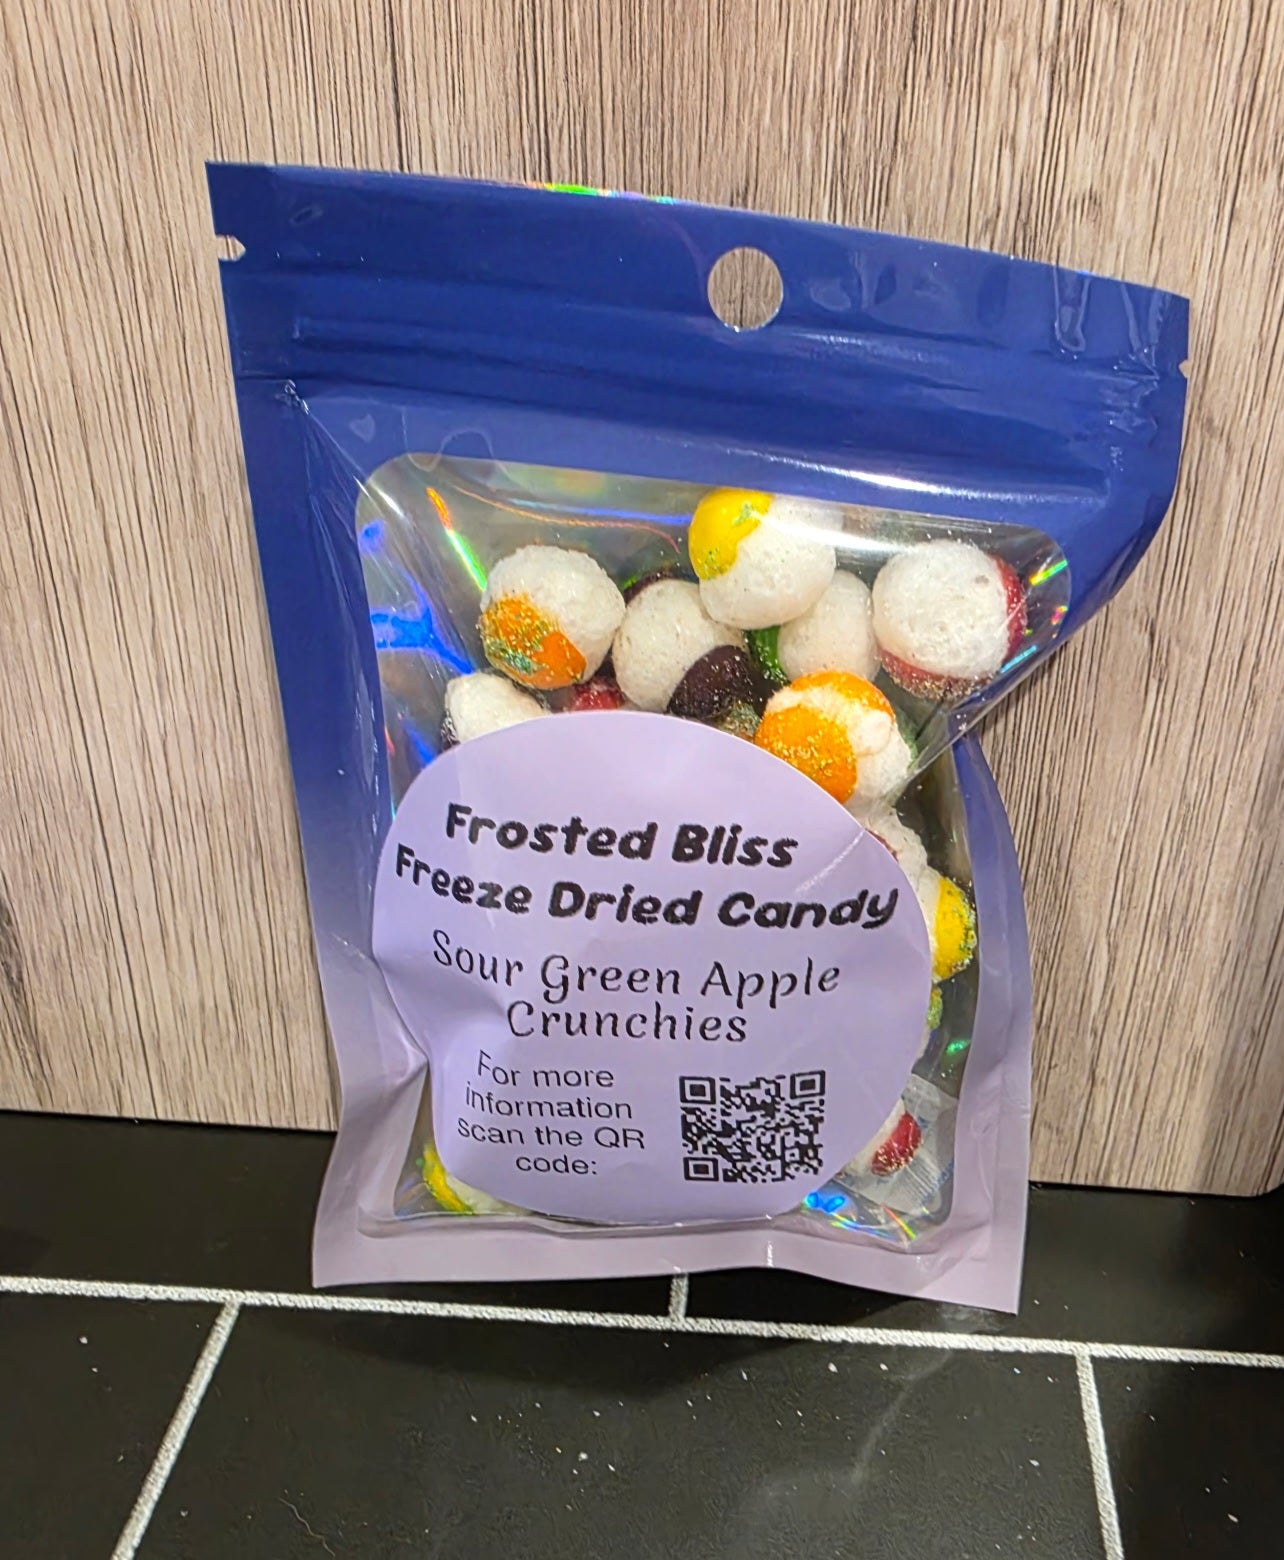 Frosted Bliss
Freeze Dried Candy
Sour Green Apple
Crunchies
For more
information
scan the QR
code: